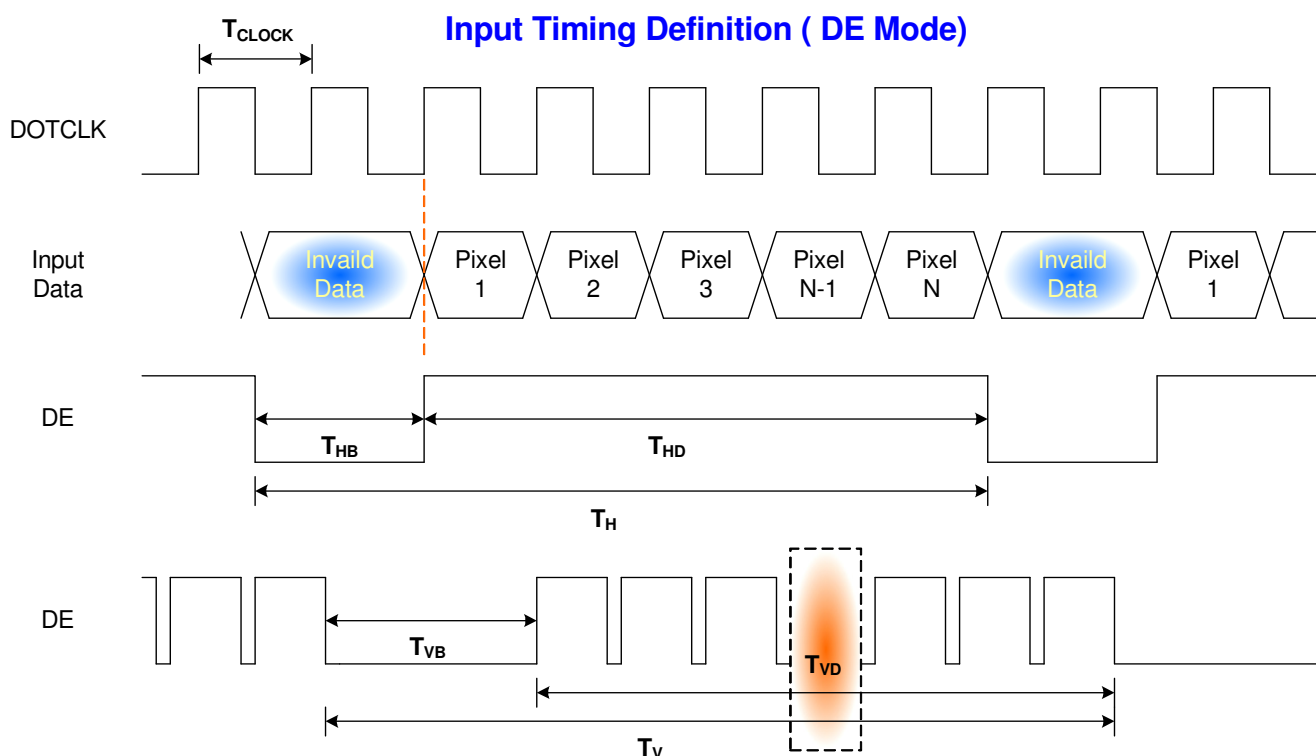 Input Timing Definition ( DE Mode)
TCLOCK
DOTCLK
Input
Data
Invaild
Data
Pixel
1
Pixel
2
Pixel
3
Pixel
N-1
Pixel
N
Invaild
Data
Pixel
1
DE
THB
THD
TH
DE
TVB
TVD
TV